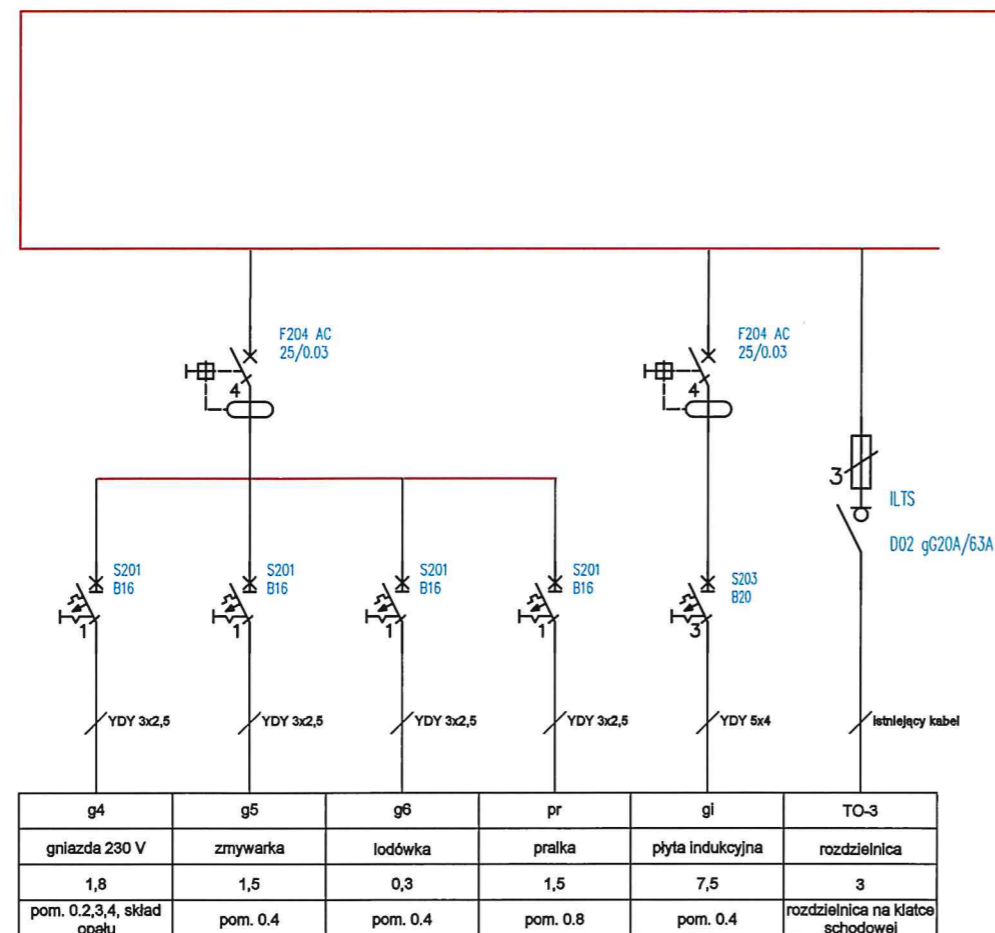 F204 AC
25/0.03
4
F204 AC
25/0.03
4
3
ILTS
D02 gG20A/63A
S201
B16
1
S201
B16
1
S201
B16
1
S201
B16
1
S203
B20
3
YDY 3x2,5
YDY 3x2,5
YDY 3x2,5
YDY 3x2,5
YDY 5x4
istniejący kabel
g4 g5 g6 pr gi TO-3
gniazda 230 V zmywarka lodówka pralka płyta indukcyjna rozdzielnica
1,8 1,5 0,3 1,5 7,5 3
pom. 0.2,3,4, skład
opału
pom. 0.4
pom. 0.4
pom. 0.8
pom. 0.4
rozdzielnica na klatce
schodowej